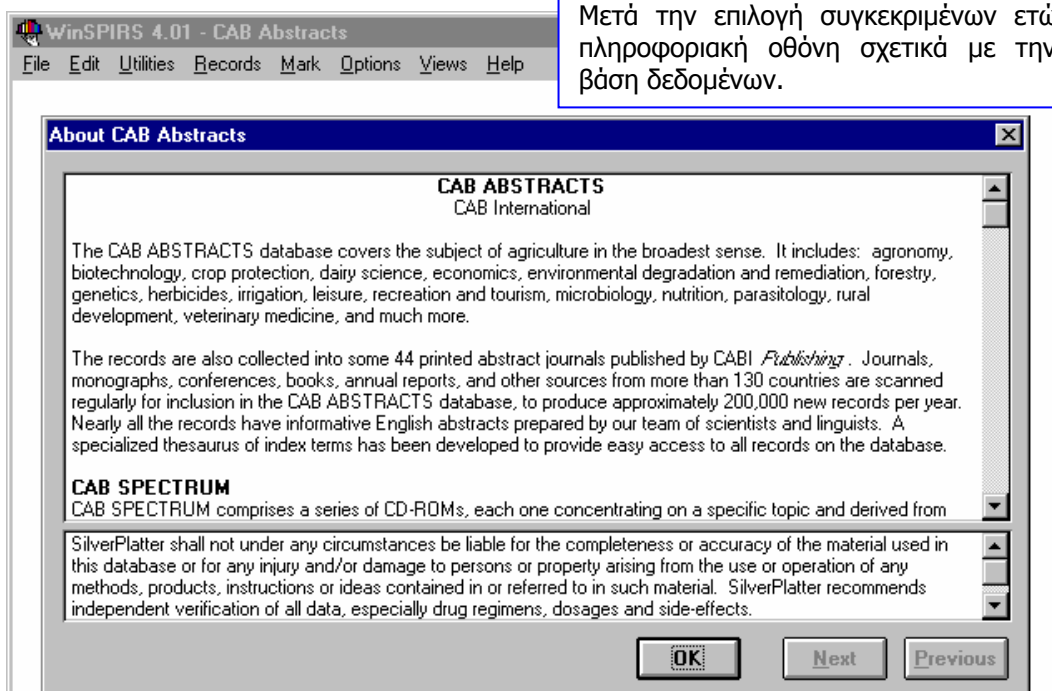 Μετά την επιλογή συγκεκριμένων
πληροφοριακή οθόνη σχετικά με την
βάση δεδομένων.
WinSPIRS 4.01 - CAB Abstracts
File Edit Utilities Records Mark Options Views Help
About CAB Abstracts
CAB ABSTRACTS
CAB International
The CAB ABSTRACTS database covers the subject of agriculture in the broadest sense. It includes: agronomy,
biotechnology, crop protection, dairy science, economics, environmental degradation and remediation, forestry,
genetics, herbicides, irrigation, leisure, recreation and tourism, microbiology, nutrition, parasitology, rural
development, veterinary medicine, and much more.
The records are also collected into some 44 printed abstract journals published by CABI Publishing . Journals,
monographs, conferences, books, annual reports, and other sources from more than 130 countries are scanned
regularly for inclusion in the CAB ABSTRACTS database, to produce approximately 200,000 new records per year.
Nearly all the records have informative English abstracts prepared by our team of scientists and linguists. A
specialized thesaurus of index terms has been developed to provide easy access to all records on the database.
CAB SPECTRUM
CAB SPECTRUM comprises a series of CD-ROMs, each one concentrating on a specific topic and derived from
SilverPlatter shall not under any circumstances be liable for the completeness or accuracy of the material used in
this database or for any injury and/or damage to persons or property arising from the use or operation of any
methods, products, instructions or ideas contained in or referred to in such material. SilverPlatter recommends
independent verification of all data, especially drug regimens, dosages and side-effects.
OK Next Previous